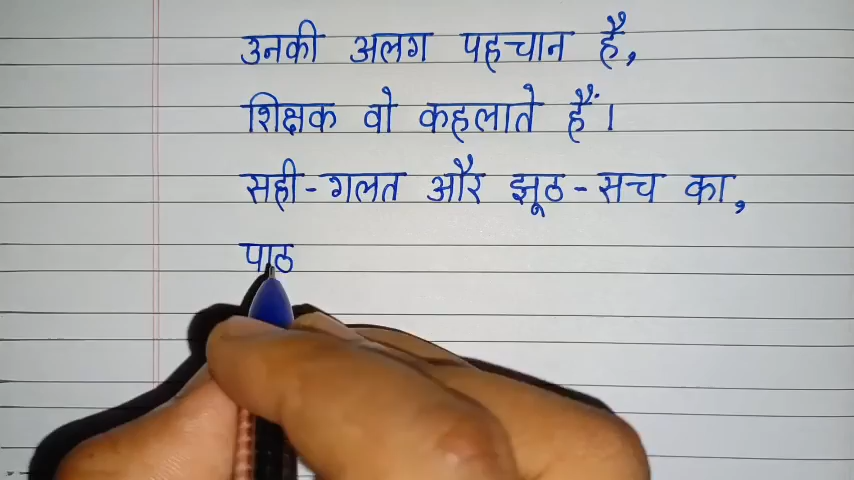 उनकी अलग पहचान है,
शिक्षक वो कहलाते हैं।
सही-गलत और झूठ-सच का,
पाठ